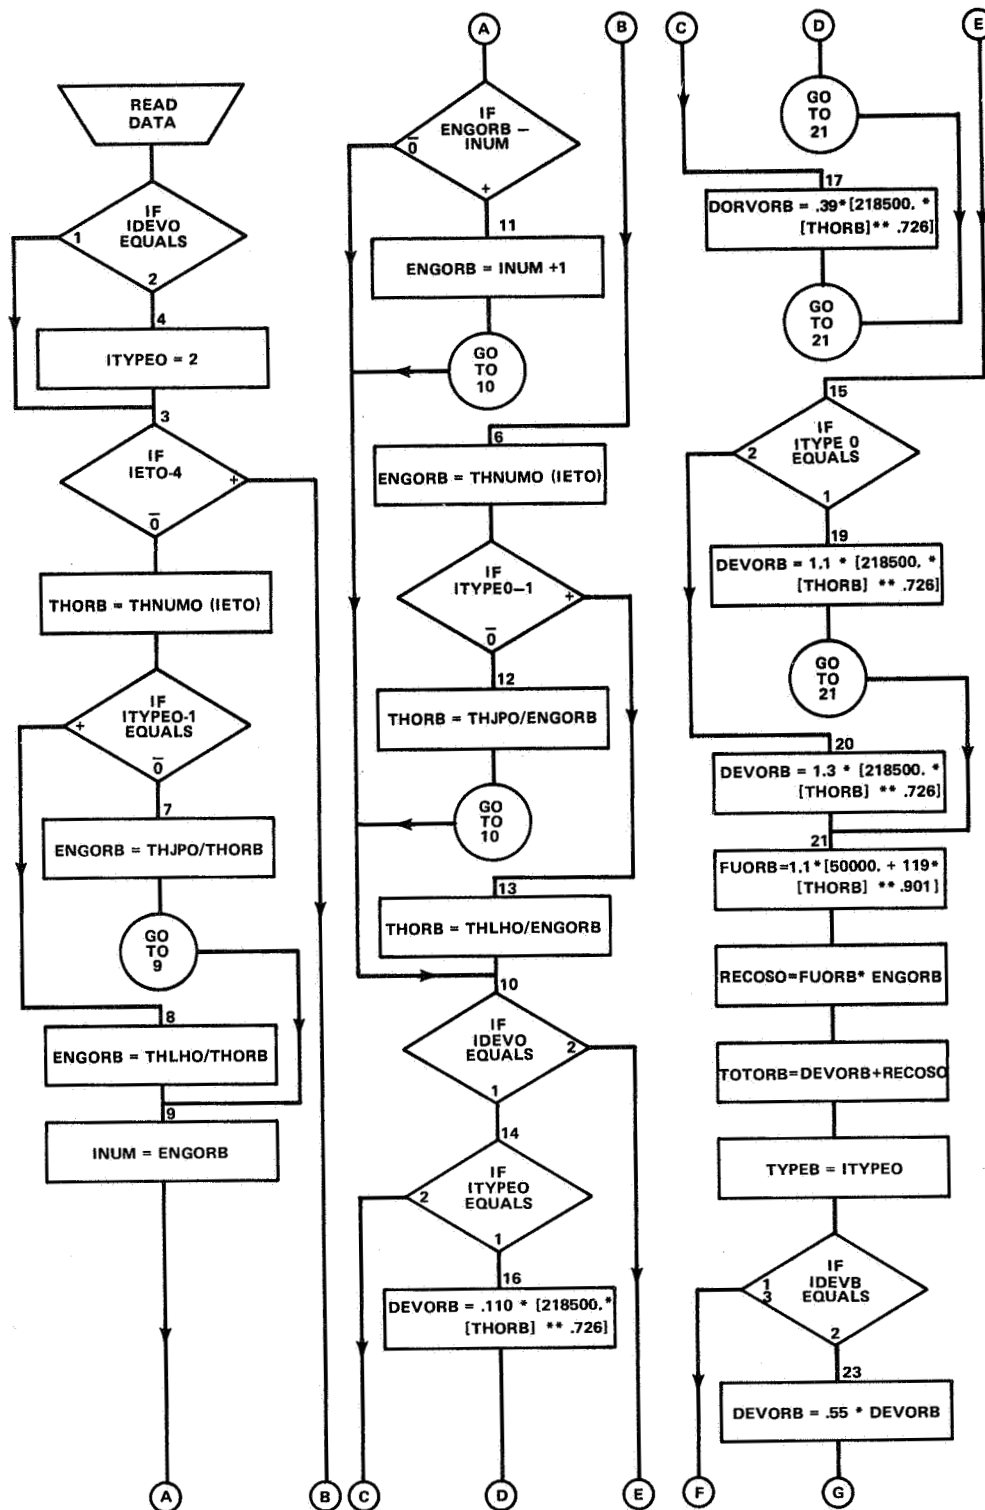 READ
DATA
IF
IDEVO
EQUALS
1
2
4
ITYPEO = 2
3
IF
IETO-4
+
0̅
THORB = THNUMO (IETO)
IF
ITYPEO-1
EQUALS
+
0̅
7
ENGORB = THJPO/THORB
GO
TO
9
8
ENGORB = THLHO/THORB
9
INUM = ENGORB
A
B
A
B
IF
ENGORB –
INUM
0̅
+
11
ENGORB = INUM +1
GO
TO
10
6
ENGORB = THNUMO (IETO)
IF
ITYPE0–1
+
0̅
12
THORB = THJPO/ENGORB
GO
TO
10
13
THORB = THLHO/ENGORB
10
IF
IDEVO
EQUALS
2
1
14
IF
ITYPEO
EQUALS
2
1
16
DEVORB = .110 * [218500.*
[THORB] ** .726]
C
D
E
C
D
E
GO
TO
21
17
DORVORB = .39*[218500. *
[THORB]** .726]
GO
TO
21
15
IF
ITYPE 0
EQUALS
2
1
19
DEVORB = 1.1 * [218500. *
[THORB] ** .726]
GO
TO
21
20
DEVORB = 1.3 * [218500. *
[THORB] ** .726]
21
FUORB=1.1*[50000. + 119*
[THORB] ** .901]
RECOSO=FUORB* ENGORB
TOTORB=DEVORB+RECOSO
TYPEB = ITYPEO
IF
IDEVB
EQUALS
1
3
2
23
DEVORB = .55 * DEVORB
F
G